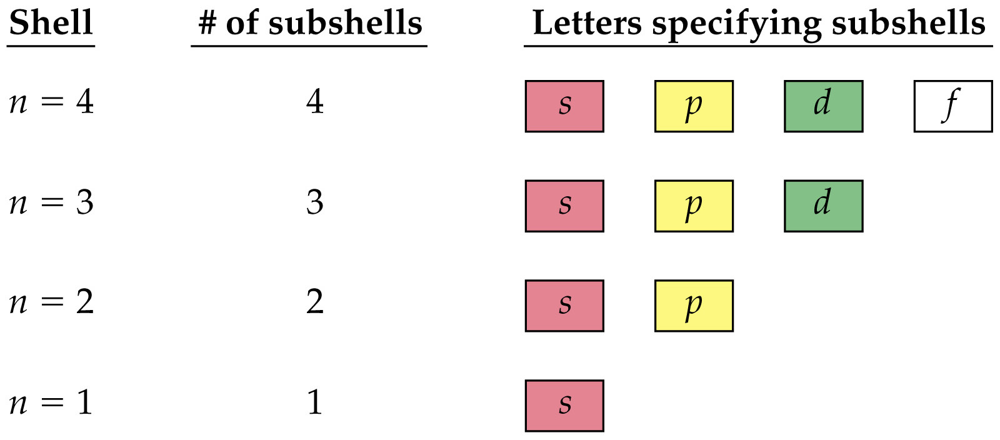 Shell # of subshells Letters specifying subshells
n = 4 4 s p d f
n = 3 3 s p d
n = 2 2 s p
n = 1 1 s